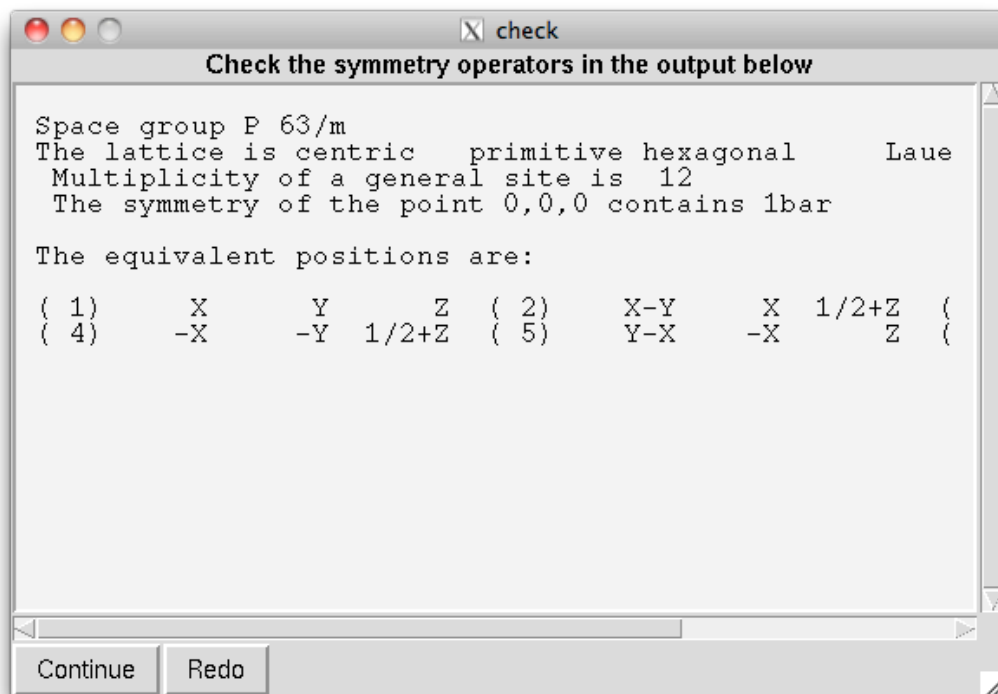 X check
Check the symmetry operators in the output below
Space group P 63/m
The lattice is centric primitive hexagonal Laue
Multiplicity of a general site is 12
The symmetry of the point 0,0,0 contains 1bar
The equivalent positions are:
( 1) X Y Z ( 2) X-Y X 1/2+Z (
( 4) -X -Y 1/2+Z ( 5) Y-X -X Z (
Continue Redo